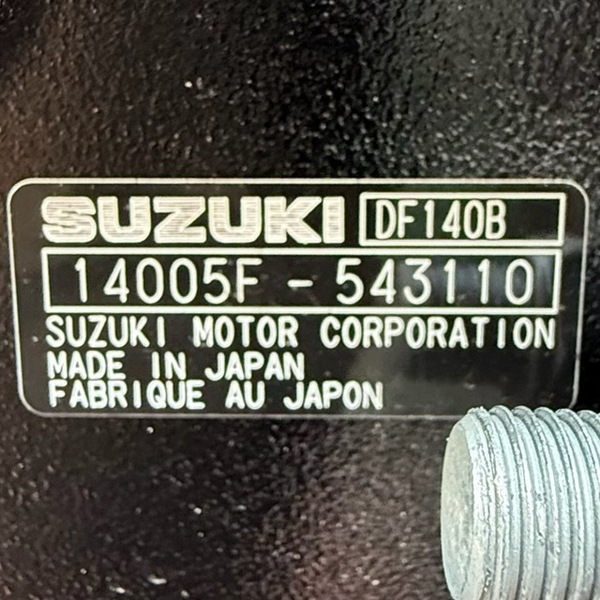 SUZUKI DF140B
14005F - 543110
SUZUKI MOTOR CORPORATION
MADE IN JAPAN
FABRIQUE AU JAPON